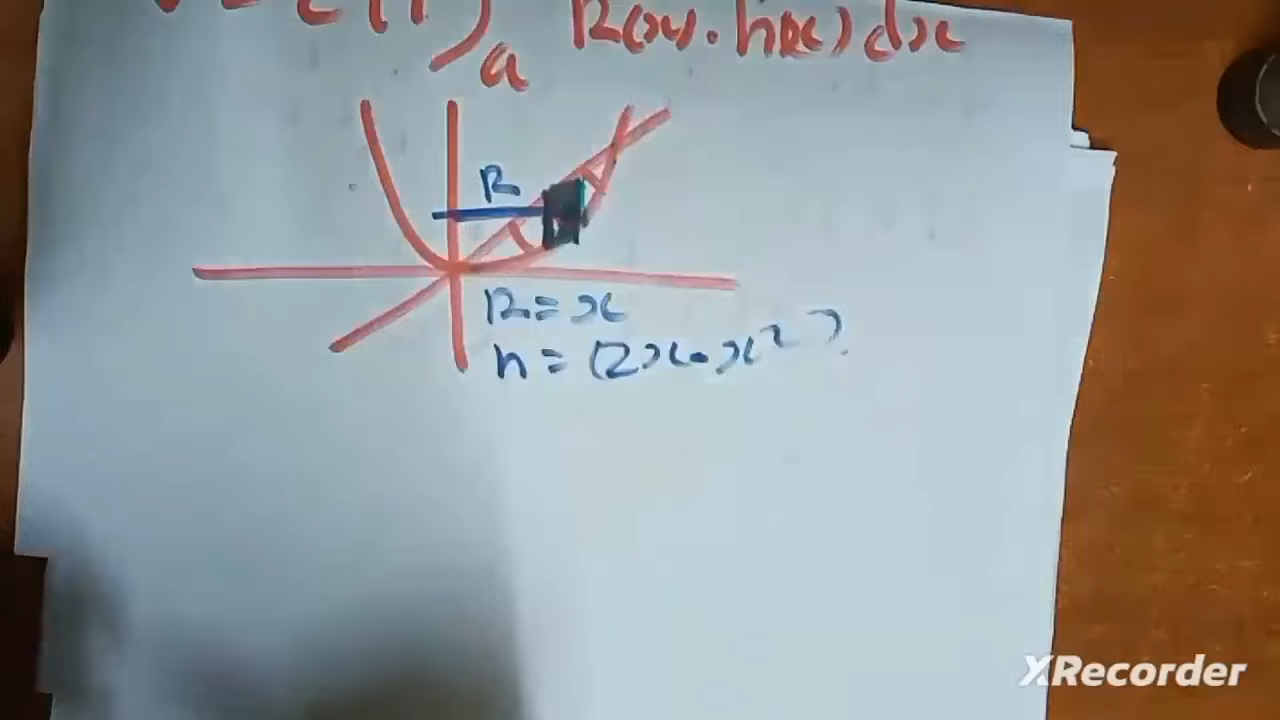 R(x).h(x)dx
a
R
R=x
h=(2x-x²)
XRecorder